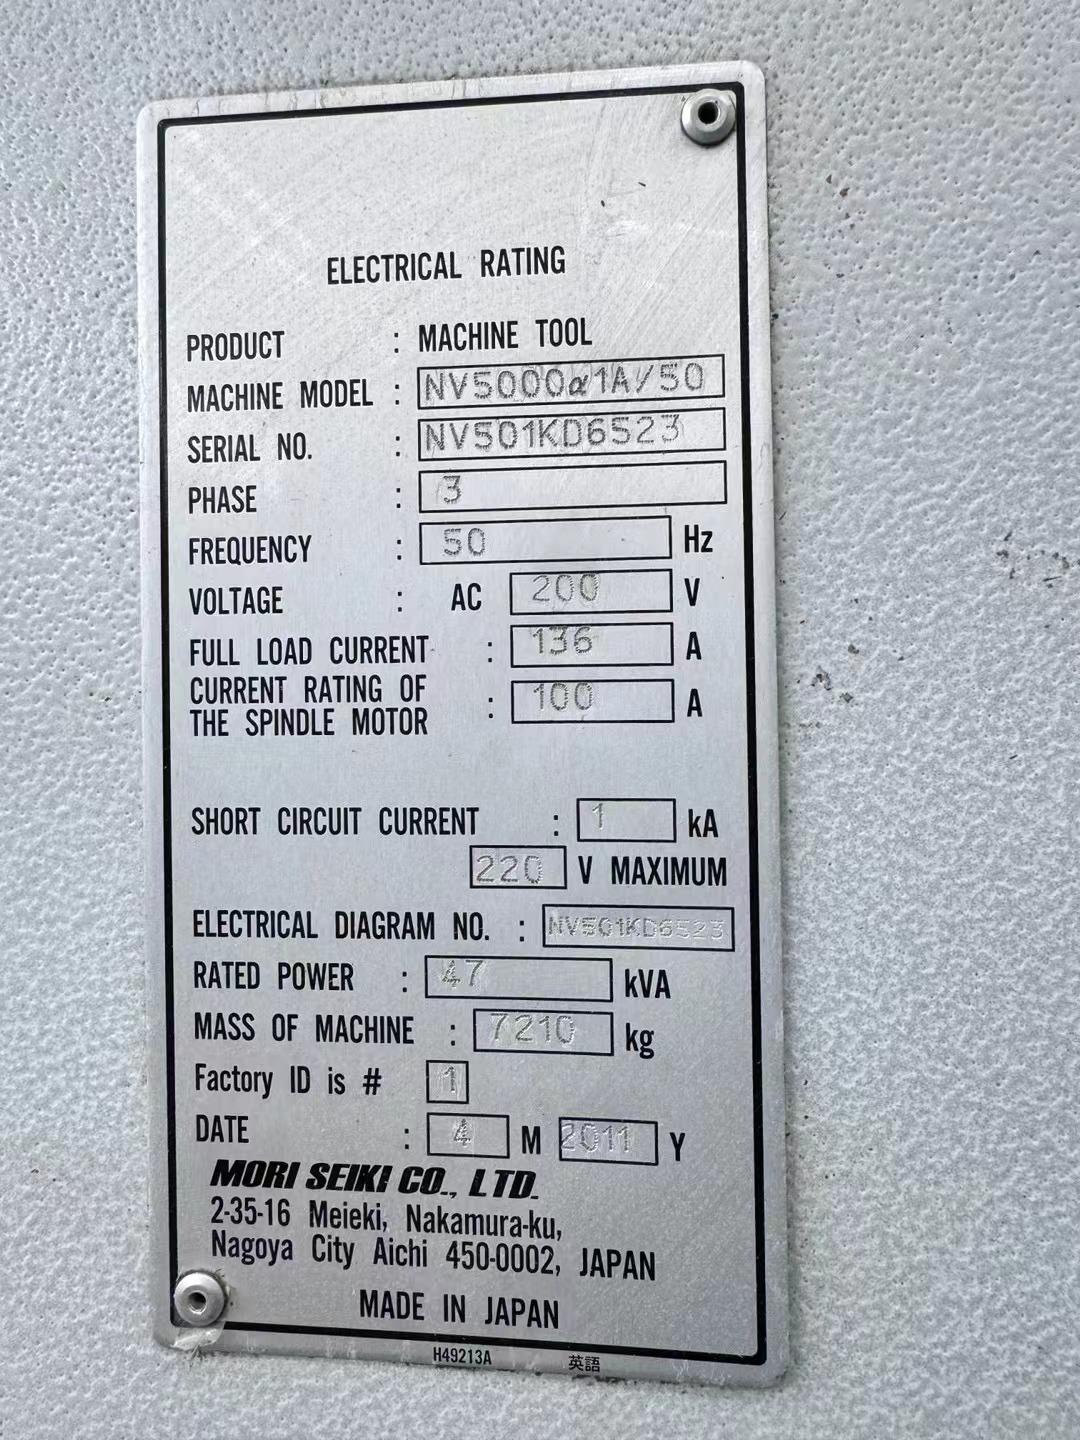 ELECTRICAL RATING
PRODUCT : MACHINE TOOL
MACHINE MODEL : NV5000α1A/50
SERIAL NO. : NV501KD6523
PHASE : 3
FREQUENCY : 50 Hz
VOLTAGE : AC 200 V
FULL LOAD CURRENT : 136 A
CURRENT RATING OF
THE SPINDLE MOTOR : 100 A
SHORT CIRCUIT CURRENT : 1 kA
220 V MAXIMUM
ELECTRICAL DIAGRAM NO. : NV501KD6523
RATED POWER : 47 kVA
MASS OF MACHINE : 7210 kg
Factory ID is # 1
DATE : 4 M 2011 Y
MORI SEIKI CO., LTD.
2-35-16 Meieki, Nakamura-ku,
Nagoya City Aichi 450-0002, JAPAN
MADE IN JAPAN
H49213A 英語